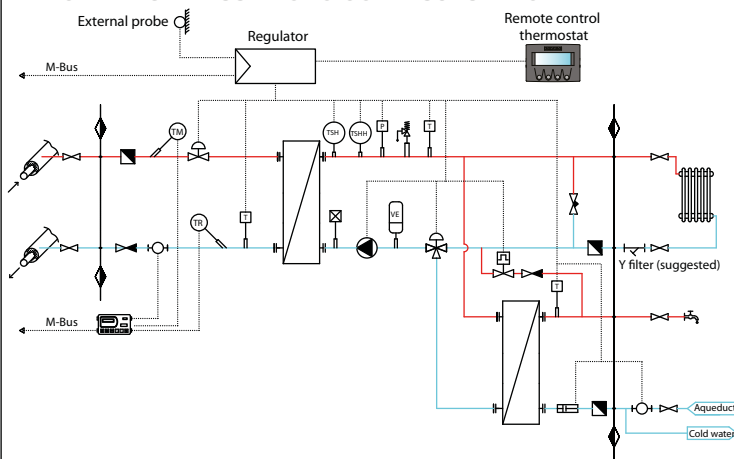 External probe
Remote control
thermostat
Regulator
M-Bus
TM
TSH
TSHH
P
T
TR
T
VE
Y filter (suggested)
T
M-Bus
Aqueduct
Cold water